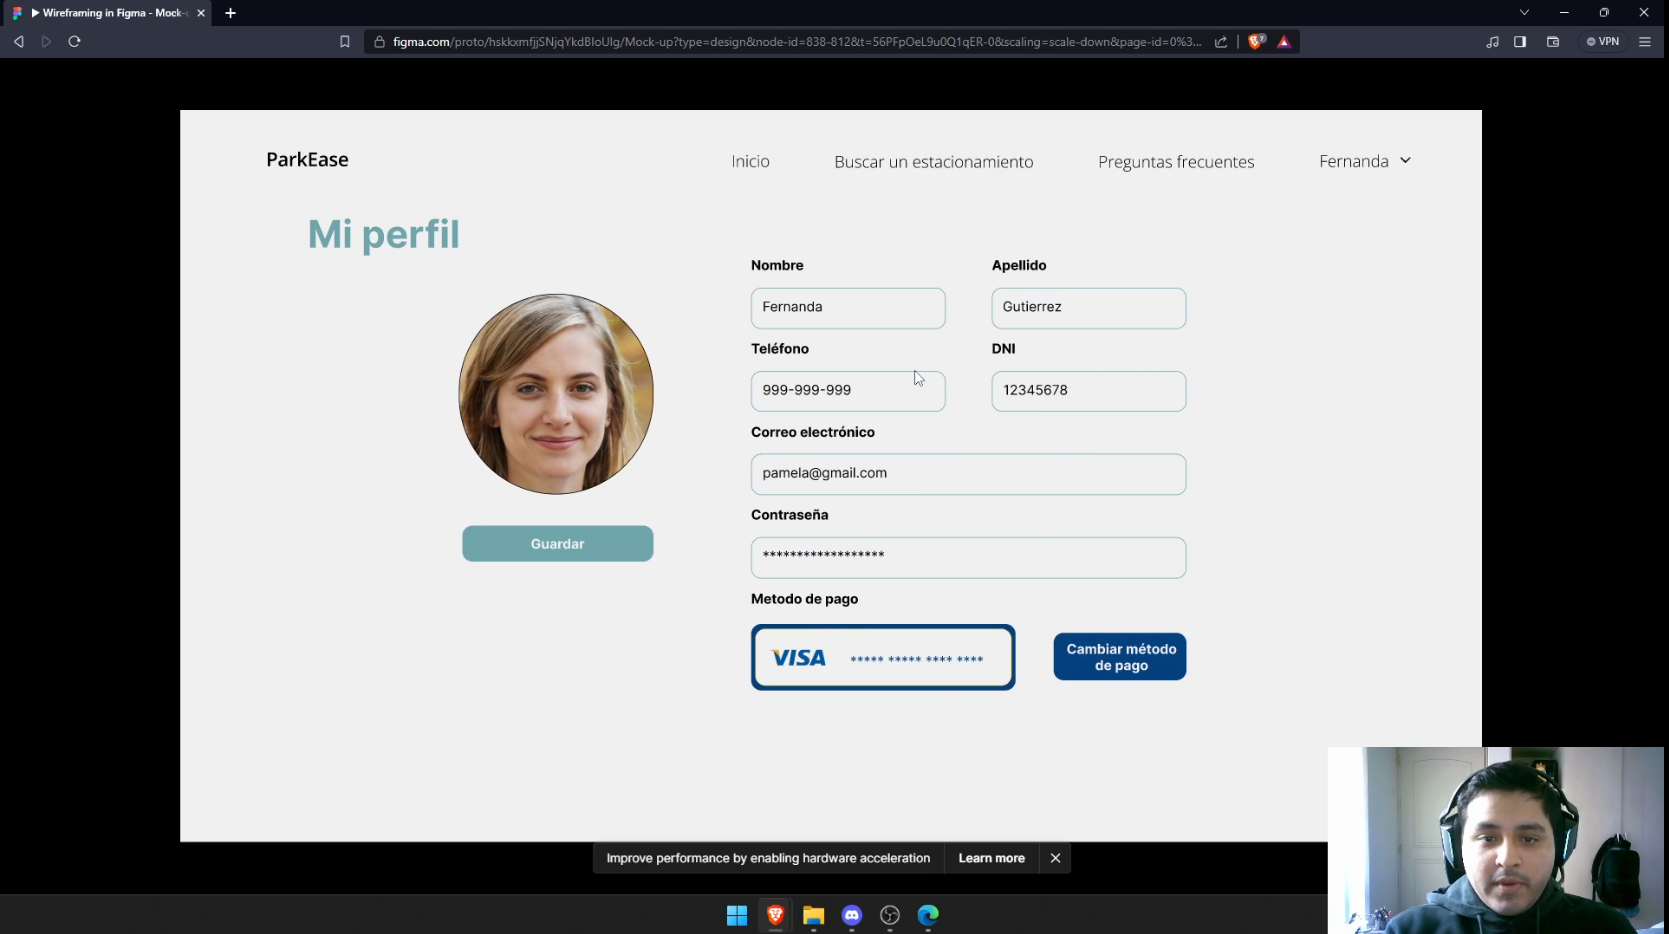 Wireframing in Figma - Mock-
figma.com/proto/hskkxmfjjSNjqYkdBIoUIg/Mock-up?type=design&node-id=838-812&t=56PFpOeL9u0Q1qER-0&scaling=scale-down&page-id=0%3...
7
VPN
ParkEase
Inicio
Buscar un estacionamiento
Preguntas frecuentes
Fernanda
Mi perfil
Nombre
Apellido
Fernanda
Gutierrez
Teléfono
DNI
999-999-999
12345678
Correo electrónico
pamela@gmail.com
Guardar
Contraseña
******************
Metodo de pago
VISA ***** ***** **** ****
Cambiar método
de pago
Improve performance by enabling hardware acceleration
Learn more